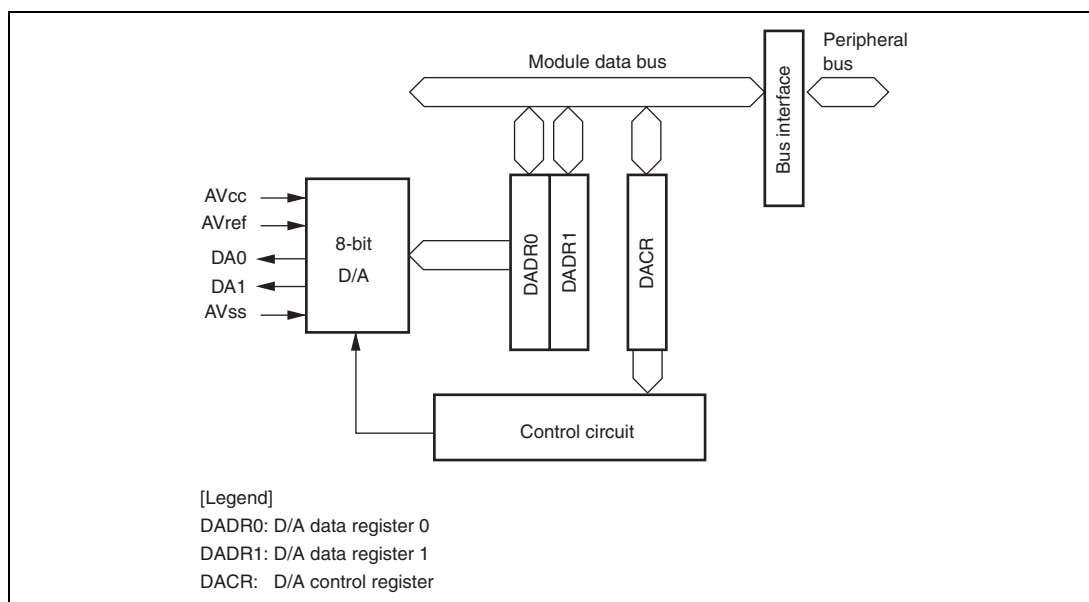 Peripheral
bus
Module data bus
Bus interface
AVcc
AVref
DA0
DA1
AVss
8-bit
D/A
DADR0
DADR1
DACR
Control circuit
[Legend]
DADR0: D/A data register 0
DADR1: D/A data register 1
DACR: D/A control register